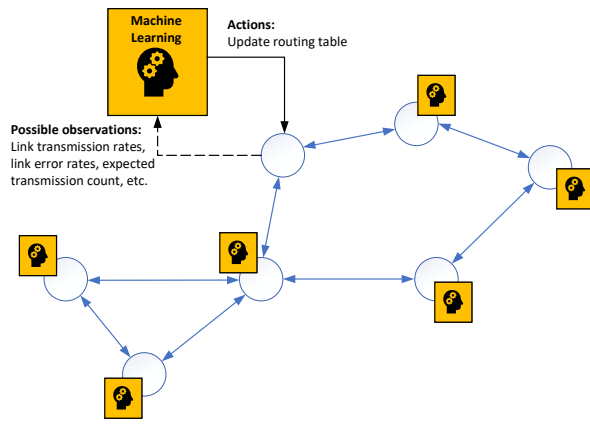 Machine
Learning
Actions:
Update routing table
Possible observations:
Link transmission rates,
link error rates, expected
transmission count, etc.